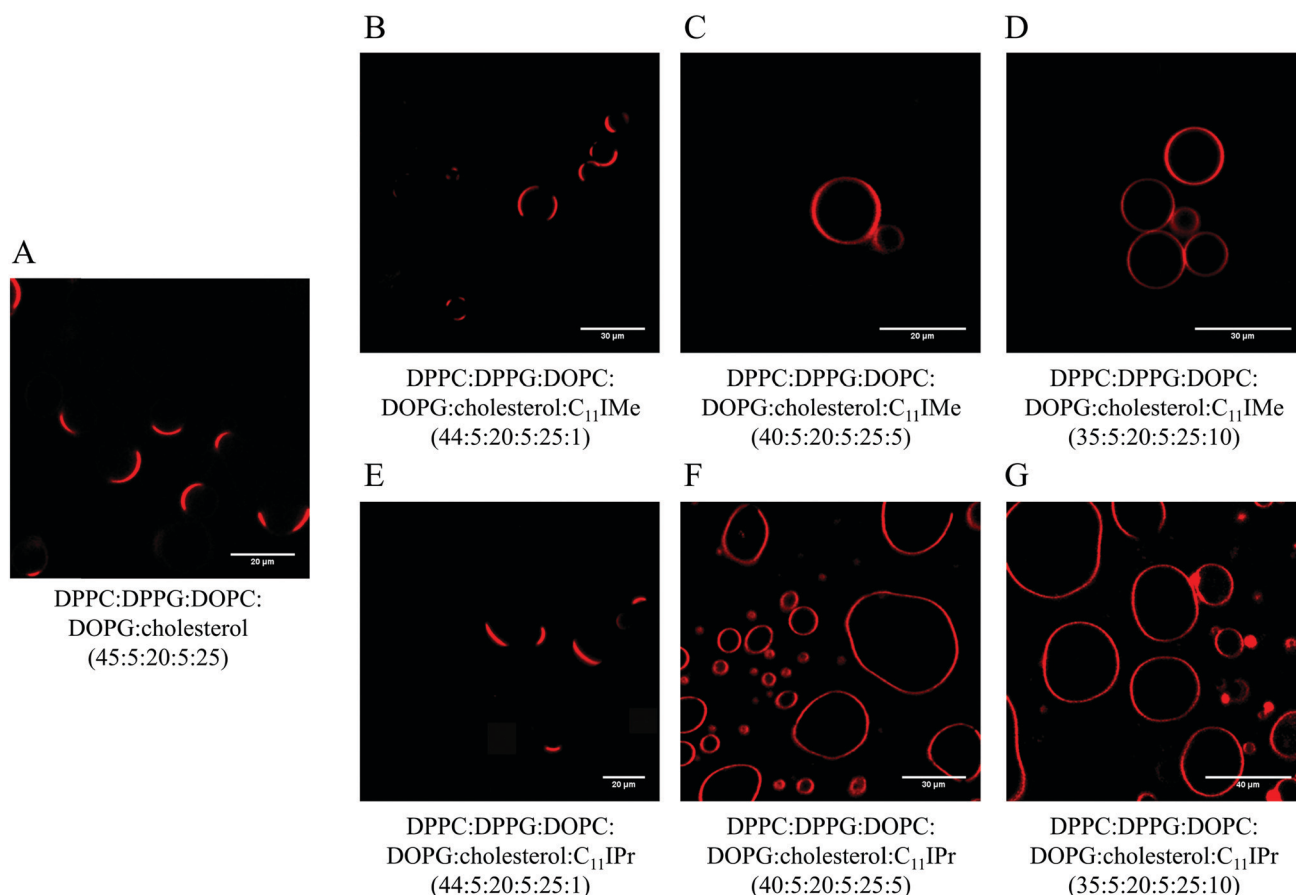 A
20 µm
DPPC:DPPG:DOPC:
DOPG:cholesterol
(45:5:20:5:25)
B
30 µm
DPPC:DPPG:DOPC:
DOPG:cholesterol:C₁₁IMe
(44:5:20:5:25:1)
C
20 µm
DPPC:DPPG:DOPC:
DOPG:cholesterol:C₁₁IMe
(40:5:20:5:25:5)
D
30 µm
DPPC:DPPG:DOPC:
DOPG:cholesterol:C₁₁IMe
(35:5:20:5:25:10)
E
20 µm
DPPC:DPPG:DOPC:
DOPG:cholesterol:C₁₁IPr
(44:5:20:5:25:1)
F
30 µm
DPPC:DPPG:DOPC:
DOPG:cholesterol:C₁₁IPr
(40:5:20:5:25:5)
G
40 µm
DPPC:DPPG:DOPC:
DOPG:cholesterol:C₁₁IPr
(35:5:20:5:25:10)